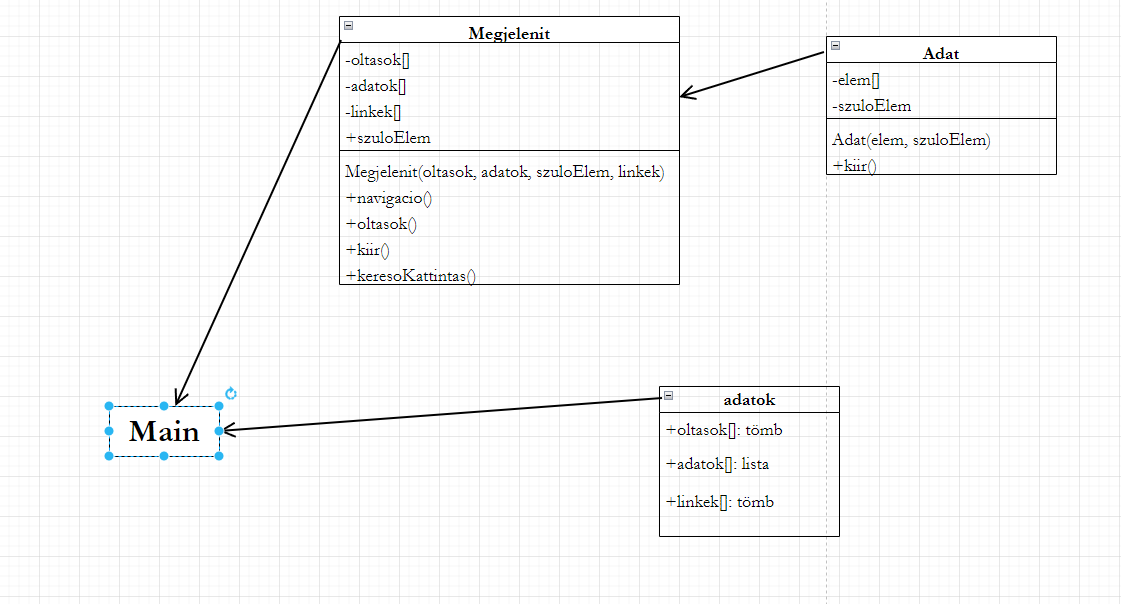 Megjelenit
-oltasok[]
-adatok[]
-linkek[]
+szuloElem
Megjelenit(oltasok, adatok, szuloElem, linkek)
+navigacio()
+oltasok()
+kiir()
+keresoKattintas()
Adat
-elem[]
-szuloElem
Adat(elem, szuloElem)
+kiir()
Main
adatok
+oltasok[]: tömb
+adatok[]: lista
+linkek[]: tömb